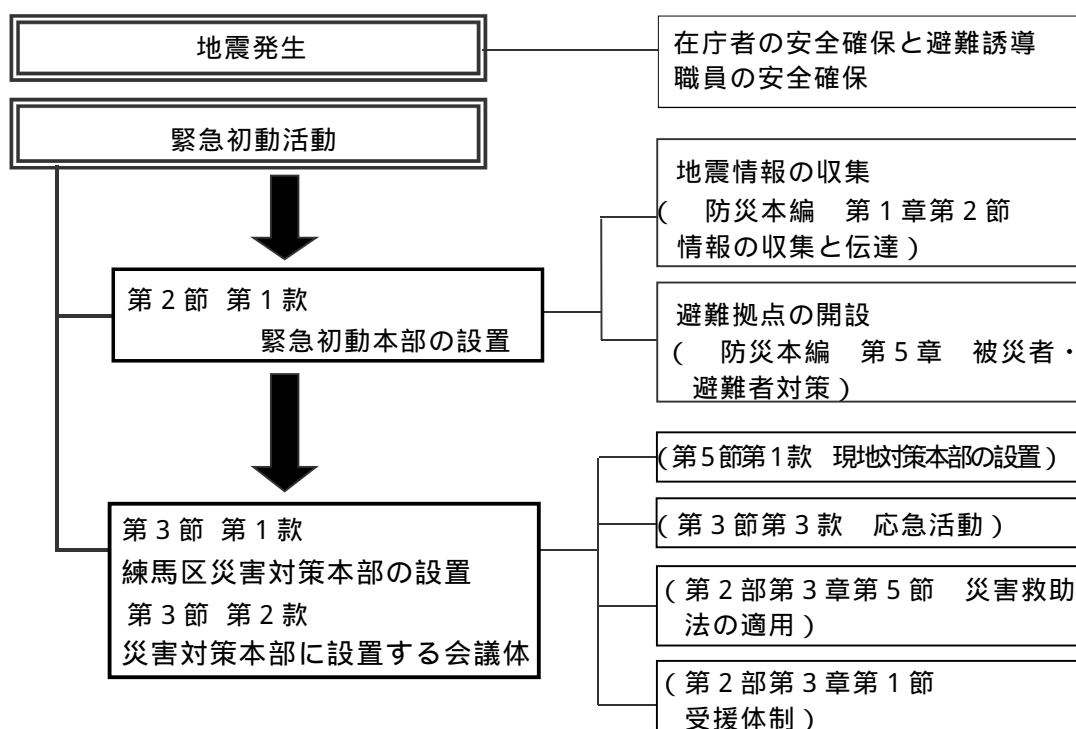 地震発生
在庁者の安全確保と避難誘導
職員の安全確保
緊急初動活動
地震情報の収集
(　防災本編　第1章第2節
情報の収集と伝達)
第2節 第1款
緊急初動本部の設置
避難拠点の開設
(　防災本編　第5章　被災者・
避難者対策)
第3節 第1款
練馬区災害対策本部の設置
第3節 第2款
災害対策本部に設置する会議体
(第5節第1款　現地対策本部の設置)
(第3節第3款　応急活動)
(第2部第3章第5節　災害救助
法の適用)
(第2部第3章第1節
受援体制)